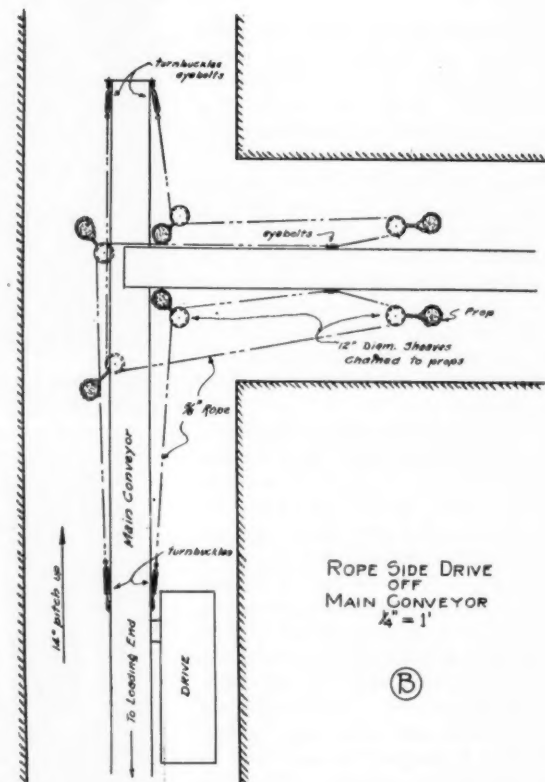 turnbuckles
eyebolts
eyebolts
Prop
12" Diam. Sheaves
Chained to props
5/8" Rope
Main Conveyor
turnbuckles
14° pitch up
To Loading End
DRIVE
ROPE SIDE DRIVE
OFF
MAIN CONVEYOR
1/4" = 1'
B